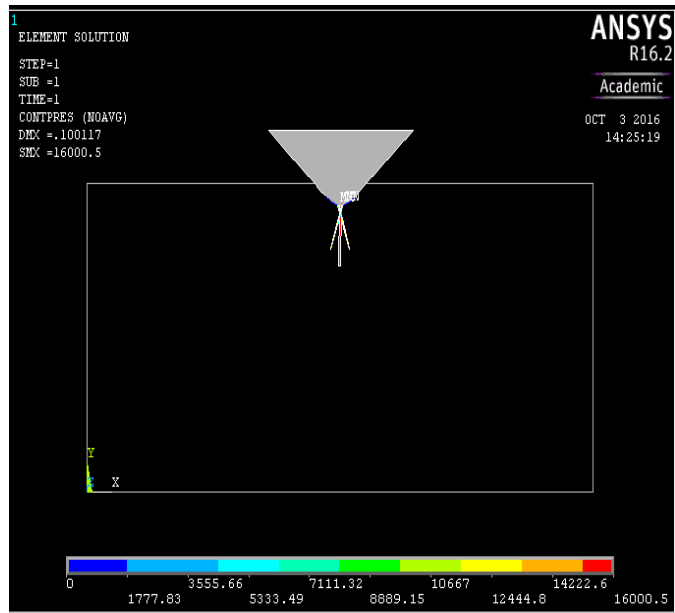 1
ELEMENT SOLUTION
STEP=1
SUB =1
TIME=1
CONTPRES (NOAVG)
DMX =.100117
SMX =16000.5
ANSYS
R16.2
Academic
OCT 3 2016
14:25:19
Y
X
0 3555.66 7111.32 10667 14222.6
1777.83 5333.49 8889.15 12444.8 16000.5